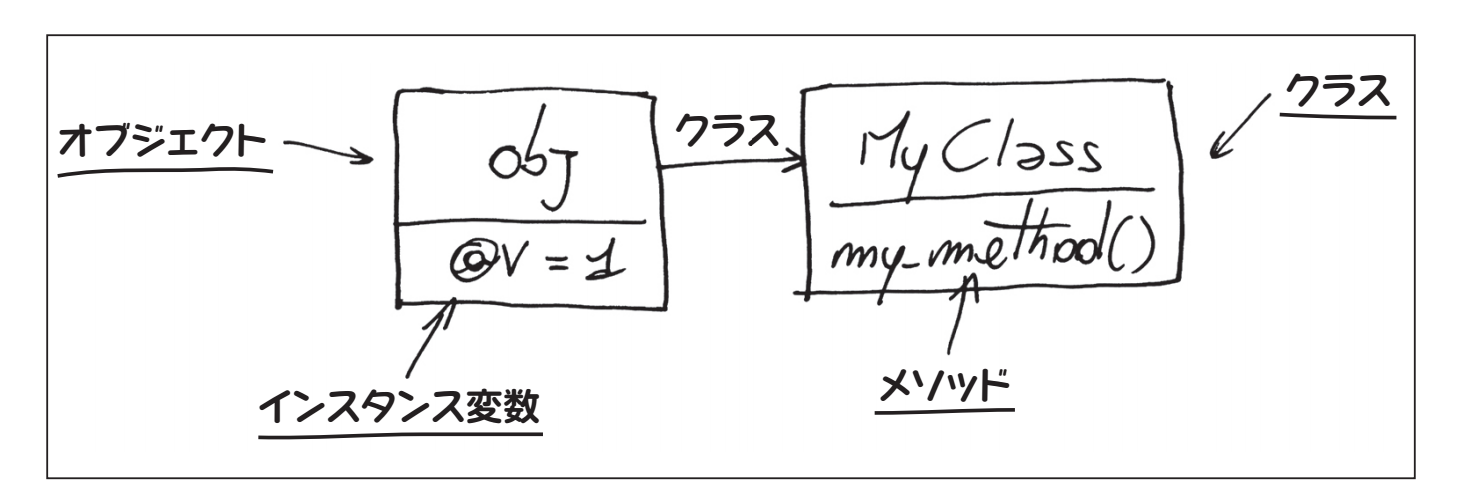 オブジェクト
obj
@v = 1
インスタンス変数
クラス
MyClass
my_method()
メソッド
クラス